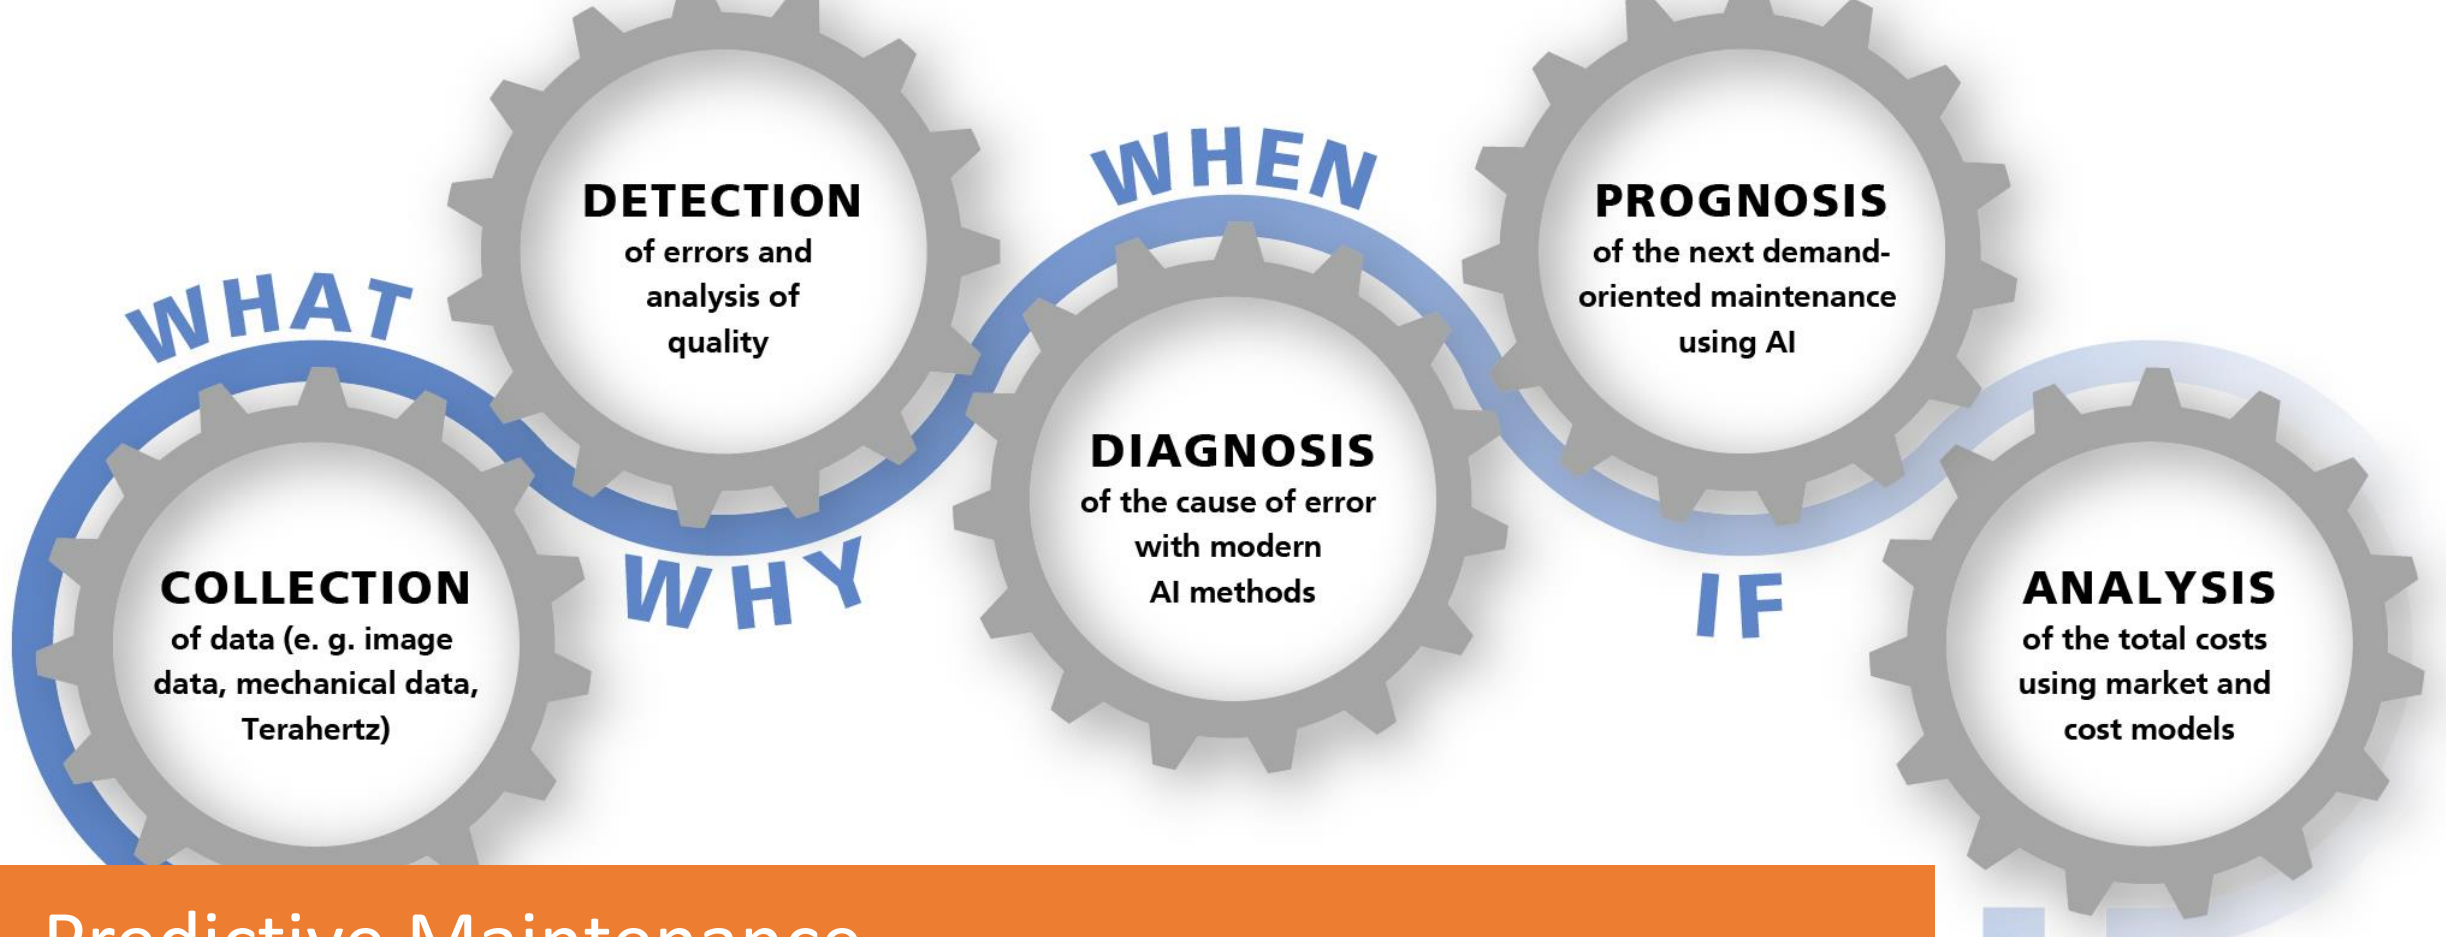 WHAT
COLLECTION
of data (e. g. image
data, mechanical data,
Terahertz)
DETECTION
of errors and
analysis of
quality
WHY
WHEN
DIAGNOSIS
of the cause of error
with modern
AI methods
PROGNOSIS
of the next demand-
oriented maintenance
using AI
IF
ANALYSIS
of the total costs
using market and
cost models
Predictive Maintenance